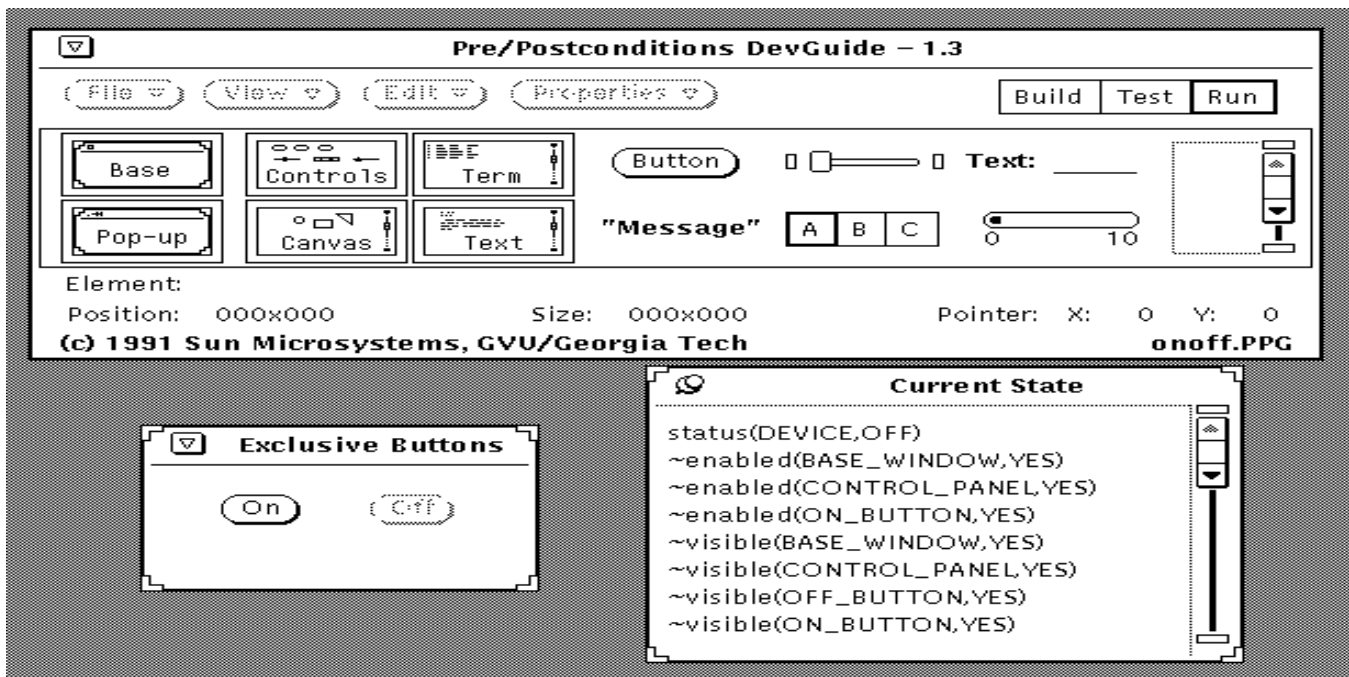 Pre/Postconditions DevGuide – 1.3
File View Edit Properties Build Test Run
Base Controls Term Button Text:
Pop-up Canvas Text "Message" A B C 0 10
Element:
Position: 000x000 Size: 000x000 Pointer: X: 0 Y: 0
(c) 1991 Sun Microsystems, GVU/Georgia Tech onoff.PPG
Exclusive Buttons
On Off
Current State
status(DEVICE,OFF)
~enabled(BASE_WINDOW,YES)
~enabled(CONTROL_PANEL,YES)
~enabled(ON_BUTTON,YES)
~visible(BASE_WINDOW,YES)
~visible(CONTROL_PANEL,YES)
~visible(OFF_BUTTON,YES)
~visible(ON_BUTTON,YES)